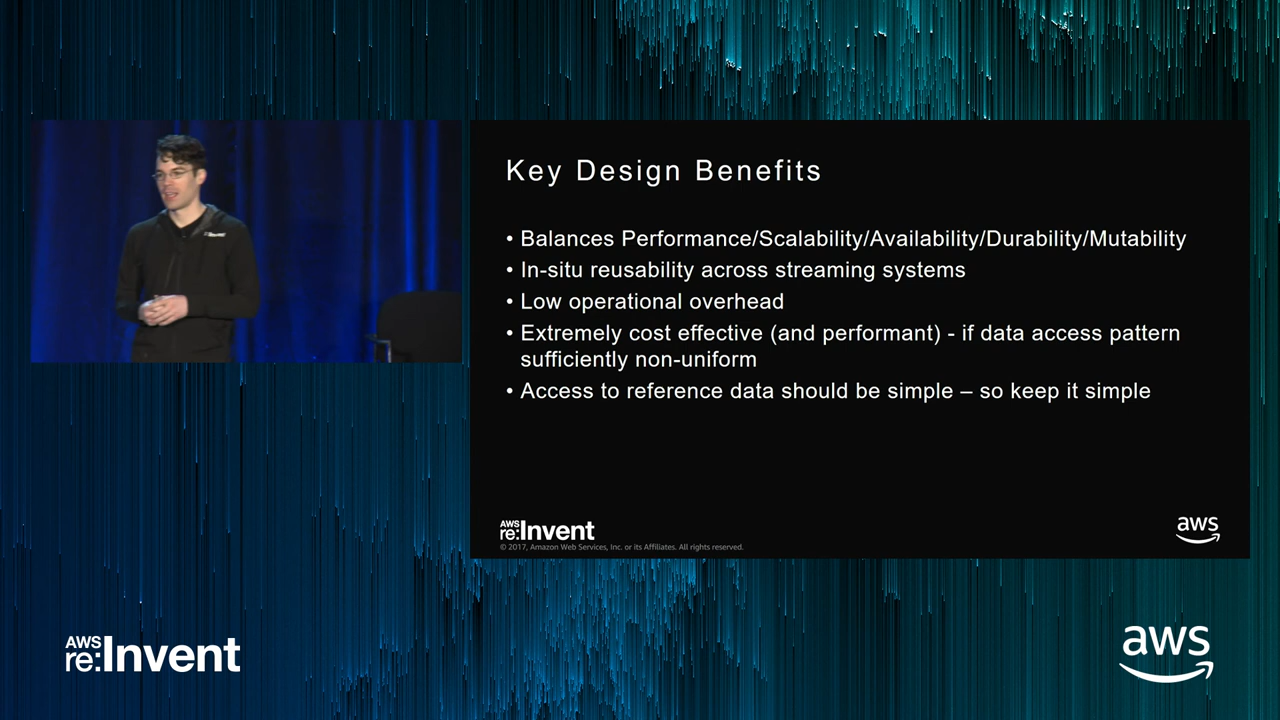 Key Design Benefits
• Balances Performance/Scalability/Availability/Durability/Mutability
• In-situ reusability across streaming systems
• Low operational overhead
• Extremely cost effective (and performant) - if data access pattern
sufficiently non-uniform
• Access to reference data should be simple – so keep it simple
AWS
re:Invent
© 2017, Amazon Web Services, Inc. or its Affiliates. All rights reserved.
aws
AWS
re:Invent
aws